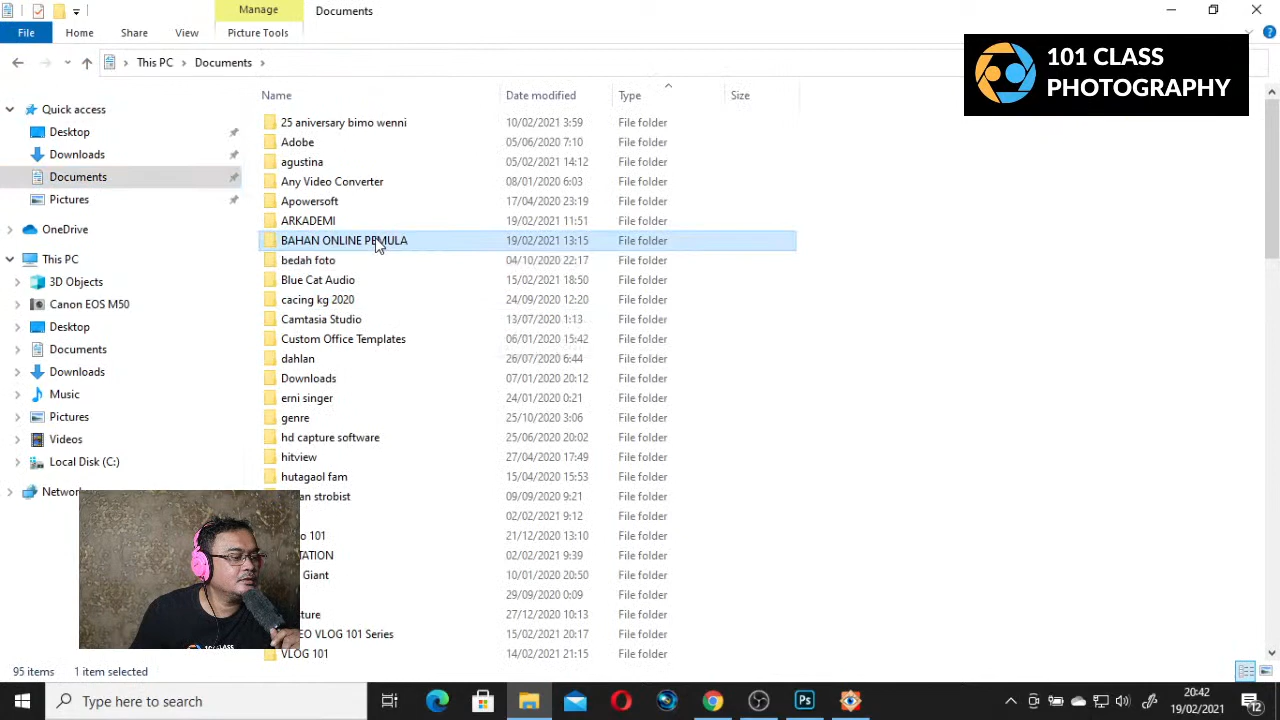 Manage
Documents
File
Home
Share
View
Picture Tools
This PC
Documents
101 CLASS
PHOTOGRAPHY
Name
Date modified
Type
Size
Quick access
Desktop
Downloads
Documents
Pictures
OneDrive
This PC
3D Objects
Canon EOS M50
Desktop
Documents
Downloads
Music
Pictures
Videos
Local Disk (C:)
25 aniversary bimo wenni 10/02/2021 3:59 File folder
Adobe 05/06/2020 7:10 File folder
agustina 05/02/2021 14:12 File folder
Any Video Converter 08/01/2020 6:03 File folder
Apowersoft 17/04/2020 23:19 File folder
ARKADEMI 19/02/2021 11:51 File folder
BAHAN ONLINE PEMULA 19/02/2021 13:15 File folder
bedah foto 04/10/2020 22:17 File folder
Blue Cat Audio 15/02/2021 18:50 File folder
cacing kg 2020 24/09/2020 12:20 File folder
Camtasia Studio 13/07/2020 1:13 File folder
Custom Office Templates 06/01/2020 15:42 File folder
dahlan 26/07/2020 6:44 File folder
Downloads 07/01/2020 20:12 File folder
erni singer 24/01/2020 0:21 File folder
genre 25/10/2020 3:06 File folder
hd capture software 25/06/2020 20:02 File folder
hitview 27/04/2020 17:49 File folder
hutagaol fam 15/04/2020 15:53 File folder
strobist 09/09/2020 9:21 File folder
02/02/2021 9:12 File folder
101 21/12/2020 13:10 File folder
02/02/2021 9:39 File folder
Giant 10/01/2020 20:50 File folder
29/09/2020 0:09 File folder
27/12/2020 10:13 File folder
VLOG 101 Series 15/02/2021 20:17 File folder
VLOG 101 14/02/2021 21:15 File folder
95 items 1 item selected
Type here to search
20:42
19/02/2021
12